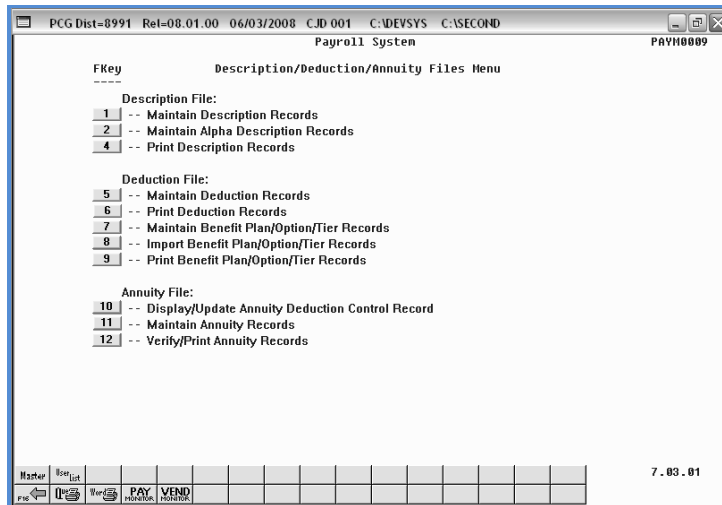 PCG Dist=8991 Rel=08.01.00 06/03/2008 CJD 001 C:\DEVSYS C:\SECOND
Payroll System PAYM0009
FKey Description/Deduction/Annuity Files Menu
----
Description File:
1 -- Maintain Description Records
2 -- Maintain Alpha Description Records
4 -- Print Description Records
Deduction File:
5 -- Maintain Deduction Records
6 -- Print Deduction Records
7 -- Maintain Benefit Plan/Option/Tier Records
8 -- Import Benefit Plan/Option/Tier Records
9 -- Print Benefit Plan/Option/Tier Records
Annuity File:
10 -- Display/Update Annuity Deduction Control Record
11 -- Maintain Annuity Records
12 -- Verify/Print Annuity Records
Master User List 7.03.01
F16 Que Word PAY MONITOR VEND MONITOR